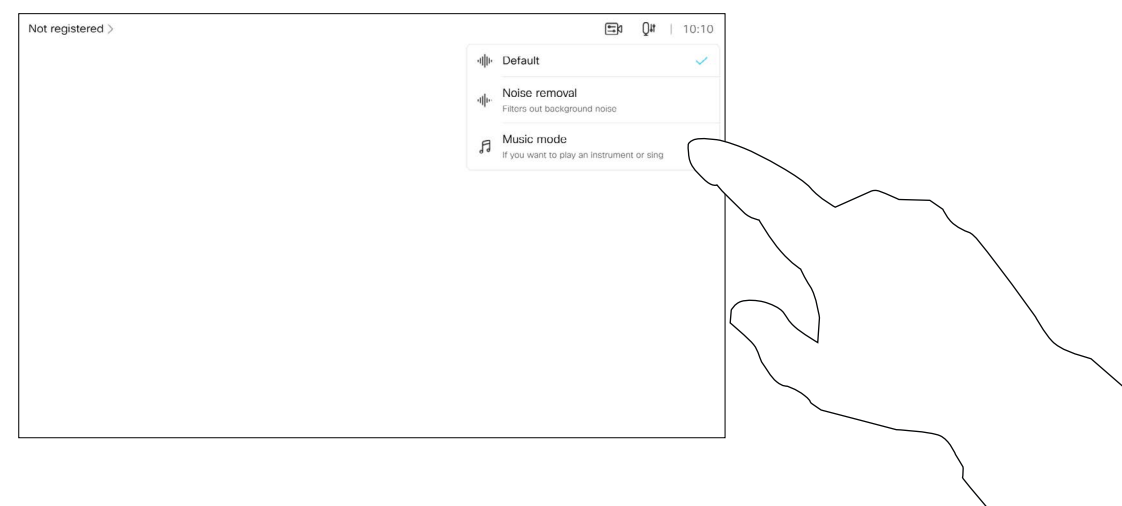 Not registered >
10:10
Default
Noise removal
Filters out background noise
Music mode
If you want to play an instrument or sing